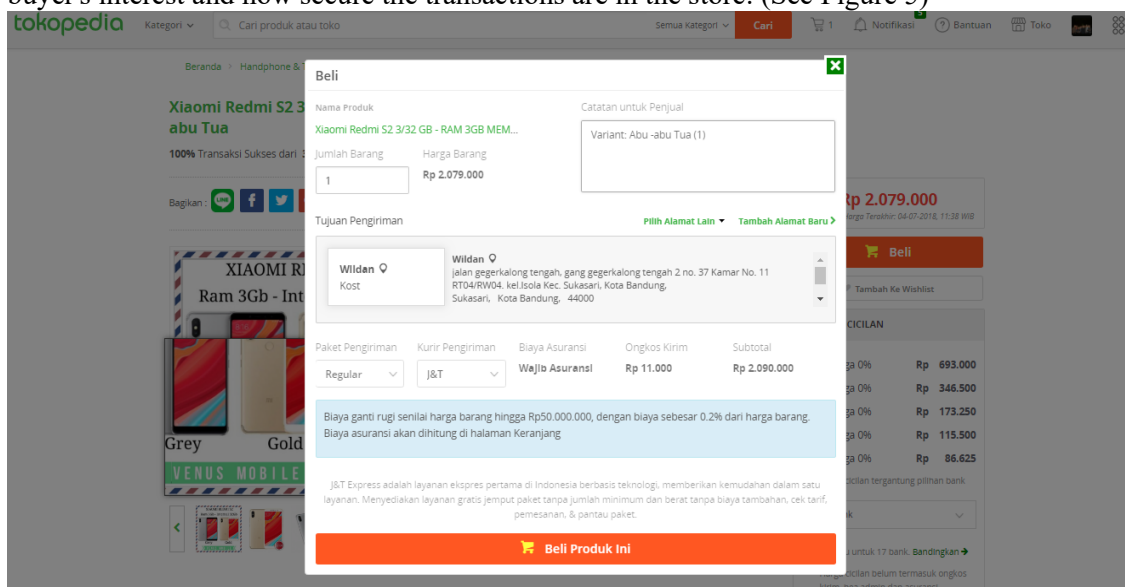 buyer's interest and how secure the transactions are in the store. (See Figure 5)
tokopedia Kategori Cari produk atau toko Semua Kategori Cari 1 Notifikasi 5 Bantuan Toko
Beranda > Handphone &
Xiaomi Redmi S2 3
abu Tua
100% Transaksi Sukses dari
Bagikan :
Beli
Nama Produk
Xiaomi Redmi S2 3/32 GB - RAM 3GB MEM...
Catatan untuk Penjual
Variant: Abu -abu Tua (1)
Jumlah Barang Harga Barang
1 Rp 2.079.000
Tujuan Pengiriman Pilih Alamat Lain Tambah Alamat Baru
Wildan
Kost
Wildan
jalan gegerkalong tengah, gang gegerkalong tengah 2 no. 37 Kamar No. 11
RT04/RW04. kel.Isola Kec. Sukasari, Kota Bandung,
Sukasari, Kota Bandung, 44000
Paket Pengiriman Kurir Pengiriman Biaya Asuransi Ongkos Kirim Subtotal
Regular J&T Wajib Asuransi Rp 11.000 Rp 2.090.000
Biaya ganti rugi senilai harga barang hingga Rp50.000.000, dengan biaya sebesar 0.2% dari harga barang.
Biaya asuransi akan dihitung di halaman Keranjang
J&T Express adalah layanan ekspres pertama di Indonesia berbasis teknologi, memberikan kemudahan dalam satu
layanan. Menyediakan layanan gratis jemput paket tanpa jumlah minimum dan berat tanpa biaya tambahan, cek tarif,
pemesanan, & pantau paket.
Beli Produk Ini
XIAOMI R
Ram 3Gb - Int
Grey Gold
VENUS MOBILE
Rp 2.079.000
Harga Terakhir: 04-07-2018, 11:38 WIB
Beli
Tambah Ke Wishlist
CICILAN
0% Rp 693.000
0% Rp 346.500
0% Rp 173.250
0% Rp 115.500
0% Rp 86.625
cicilan tergantung pilihan bank
untuk 17 bank. Bandingkan
Harga cicilan belum termasuk ongkos